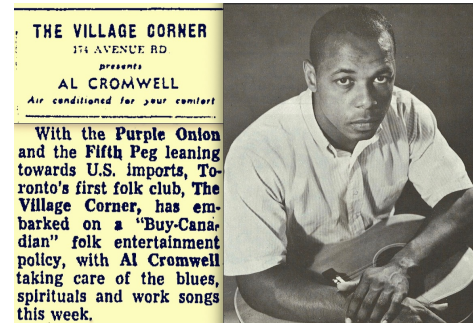 THE VILLAGE CORNER
174 AVENUE RD.
presents
AL CROMWELL
Air conditioned for your comfort
With the Purple Onion
and the Fifth Peg leaning
towards U.S. imports, To-
ronto's first folk club, The
Village Corner, has em-
barked on a "Buy-Cana-
dian" folk entertainment
policy, with Al Cromwell
taking care of the blues,
spirituals and work songs
this week.